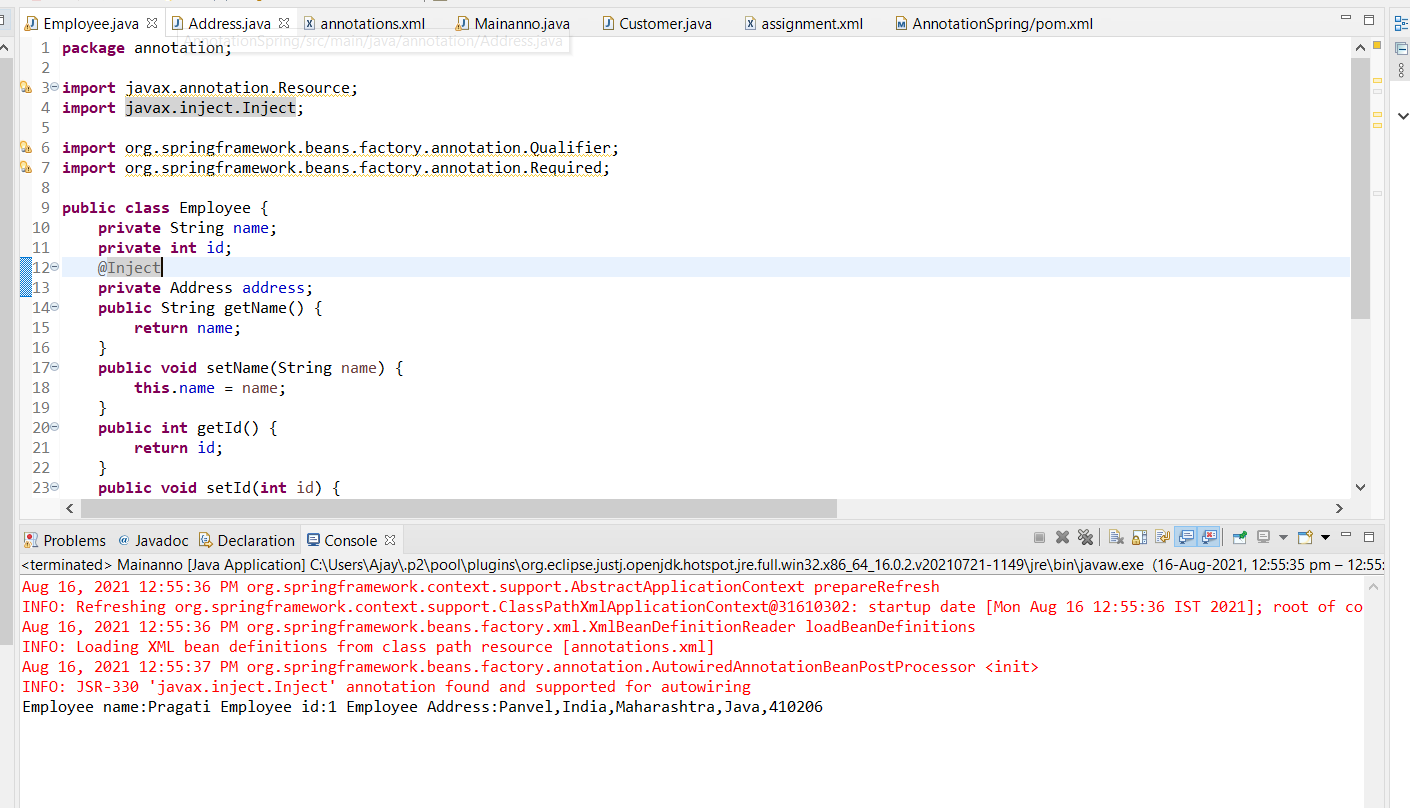 Employee.java Address.java annotations.xml Mainanno.java Customer.java assignment.xml AnnotationSpring/pom.xml
AnnotationSpring/src/main/java/annotation/Address.java
1 package annotation;
2
3 import javax.annotation.Resource;
4 import javax.inject.Inject;
5
6 import org.springframework.beans.factory.annotation.Qualifier;
7 import org.springframework.beans.factory.annotation.Required;
8
9 public class Employee {
10 private String name;
11 private int id;
12 @Inject
13 private Address address;
14 public String getName() {
15 return name;
16 }
17 public void setName(String name) {
18 this.name = name;
19 }
20 public int getId() {
21 return id;
22 }
23 public void setId(int id) {
Problems @ Javadoc Declaration Console
<terminated> Mainanno [Java Application] C:\Users\Ajay\.p2\pool\plugins\org.eclipse.justj.openjdk.hotspot.jre.full.win32.x86_64_16.0.2.v20210721-1149\jre\bin\javaw.exe (16-Aug-2021, 12:55:35 pm – 12:55:
Aug 16, 2021 12:55:36 PM org.springframework.context.support.AbstractApplicationContext prepareRefresh
INFO: Refreshing org.springframework.context.support.ClassPathXmlApplicationContext@31610302: startup date [Mon Aug 16 12:55:36 IST 2021]; root of co
Aug 16, 2021 12:55:36 PM org.springframework.beans.factory.xml.XmlBeanDefinitionReader loadBeanDefinitions
INFO: Loading XML bean definitions from class path resource [annotations.xml]
Aug 16, 2021 12:55:37 PM org.springframework.beans.factory.annotation.AutowiredAnnotationBeanPostProcessor <init>
INFO: JSR-330 'javax.inject.Inject' annotation found and supported for autowiring
Employee name:Pragati Employee id:1 Employee Address:Panvel,India,Maharashtra,Java,410206